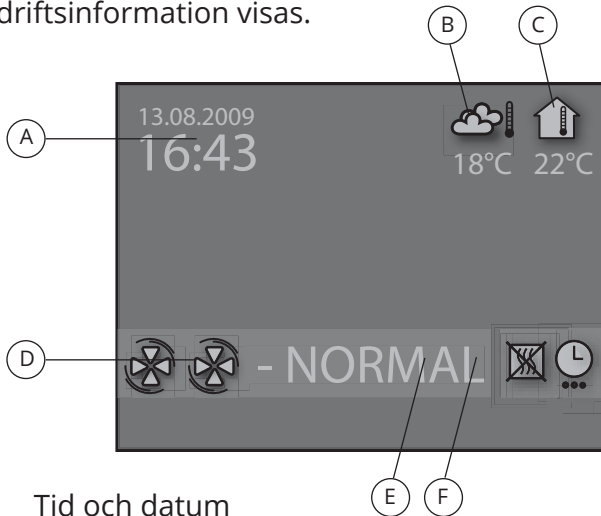 driftsinformation visas.
B C
A
13.08.2009
16:43
18°C 22°C
D
- NORMAL
E F
Tid och datum